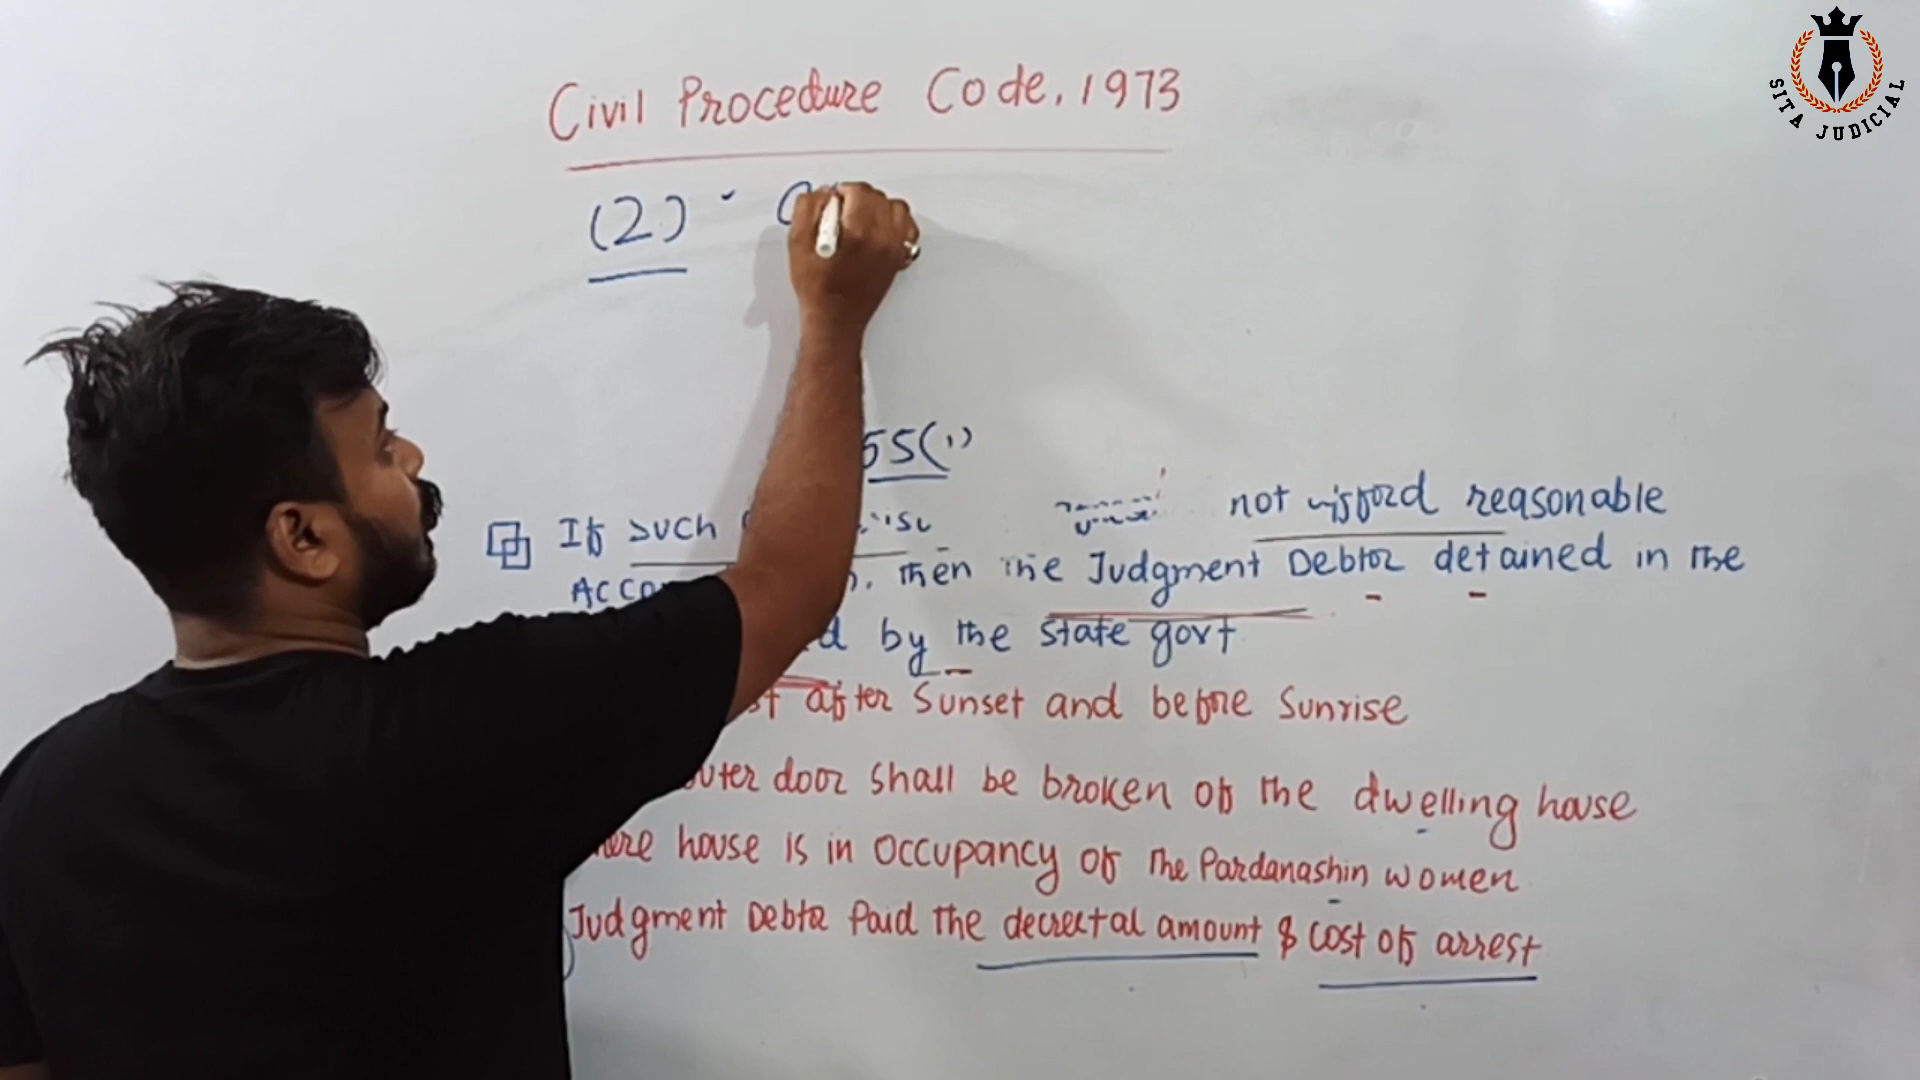 Civil Procedure Code, 1973
(2)
55(1)
If such not afford reasonable
then the Judgment Debtor detained in the
by the state govt
after Sunset and before Sunrise
outer door shall be broken of the dwelling house
house is in occupancy of the Pardanashin women
Judgment Debtor Paid the decreetal amount & cost of arrest
SITA JUDICIAL